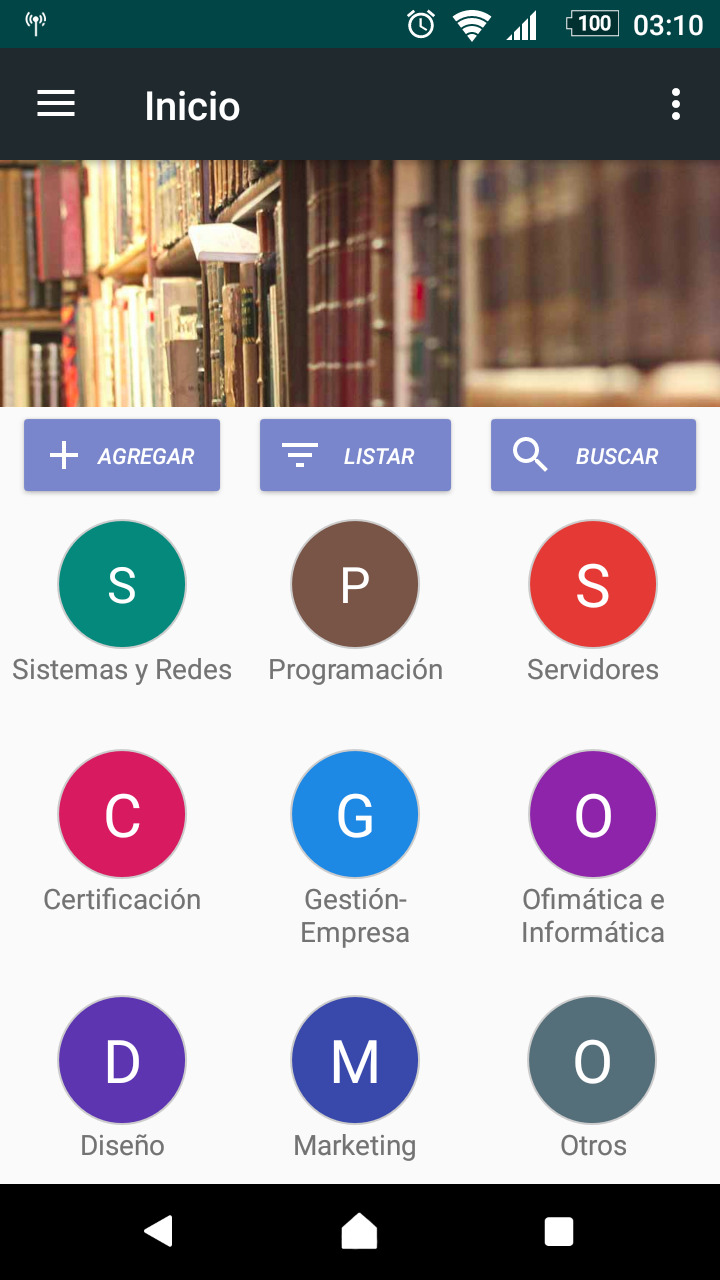 100 03:10
Inicio
AGREGAR LISTAR BUSCAR
S P S
Sistemas y Redes Programación Servidores
C G O
Certificación Gestión- Ofimática e
Empresa Informática
D M O
Diseño Marketing Otros